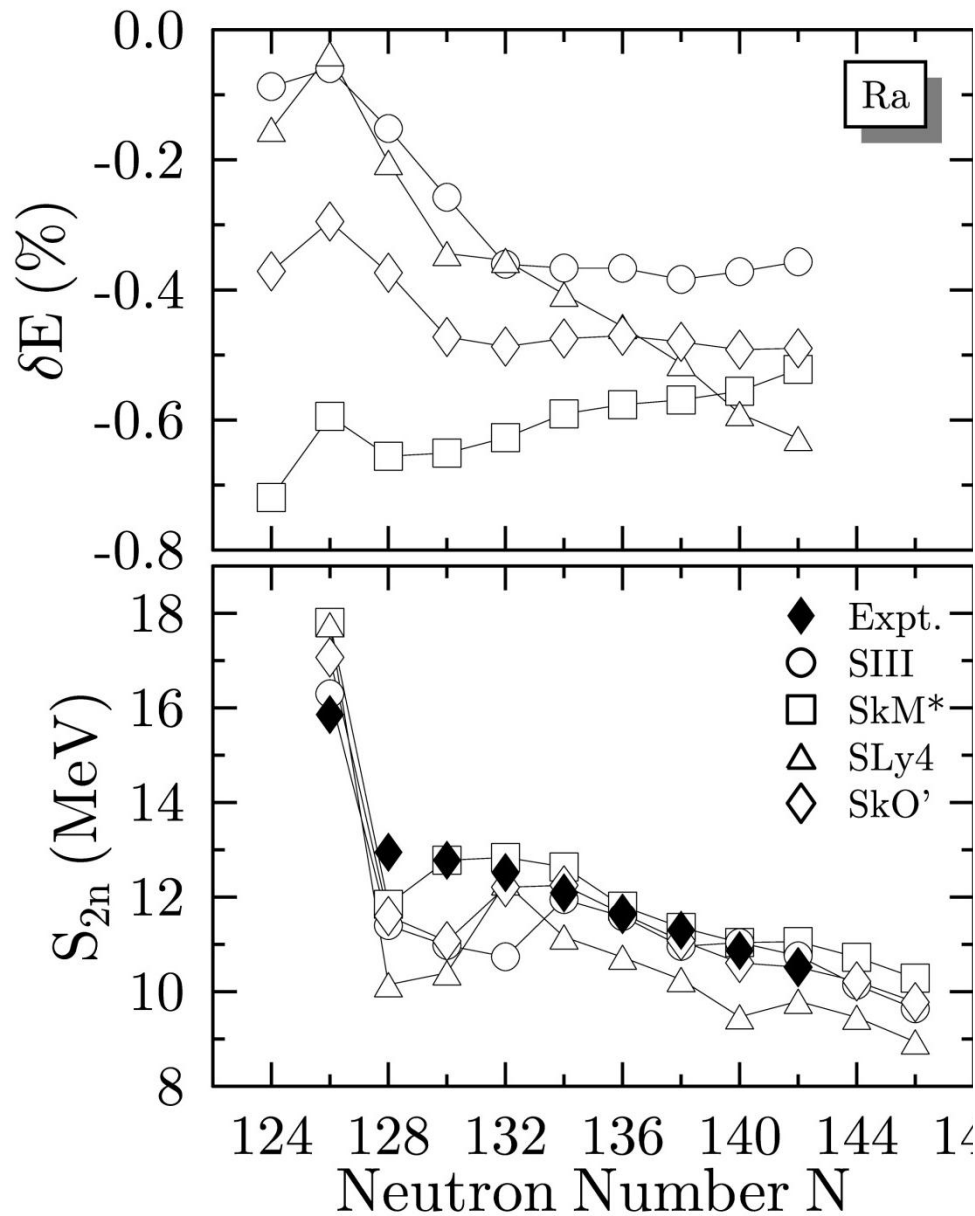 0.0
-0.2
-0.4
-0.6
-0.8
δE (%)
Ra
18
16
14
12
10
8
S2n (MeV)
Expt.
SIII
SkM*
SLy4
SkO'
124 128 132 136 140 144
Neutron Number N